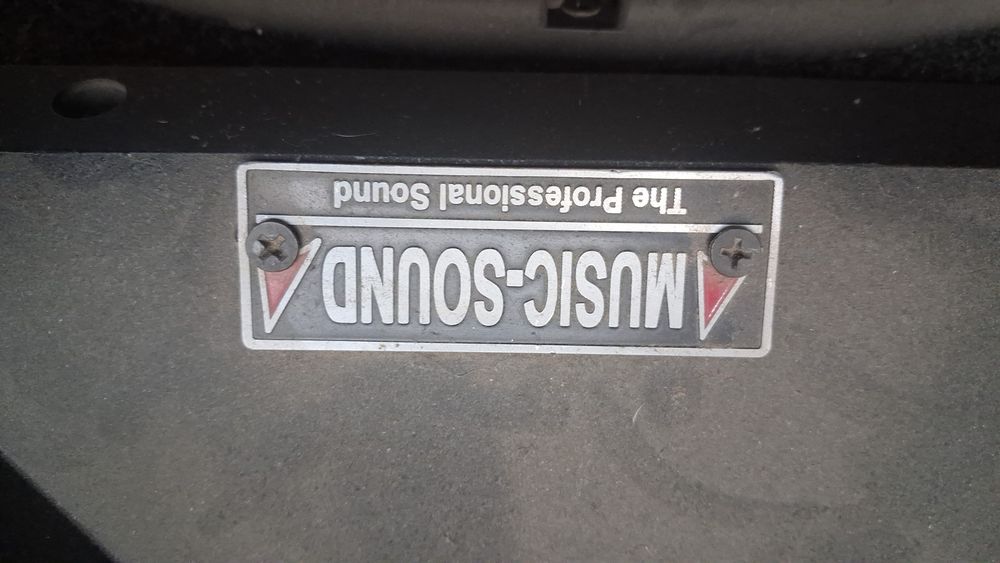 MUSIC-SOUND
The Professional Sound